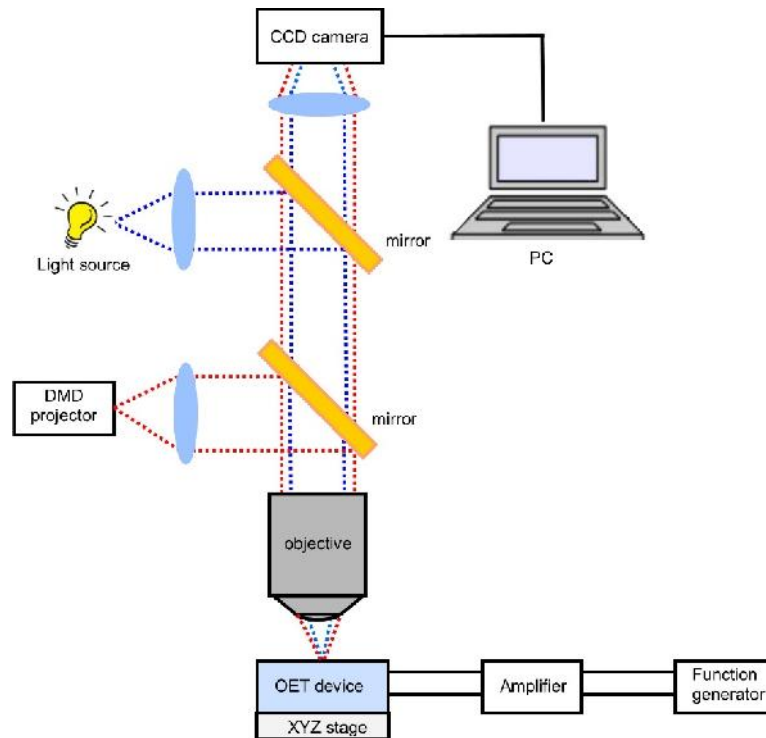 CCD camera
Light source
mirror
PC
DMD
projector
mirror
objective
OET device
Amplifier
Function
generator
XYZ stage